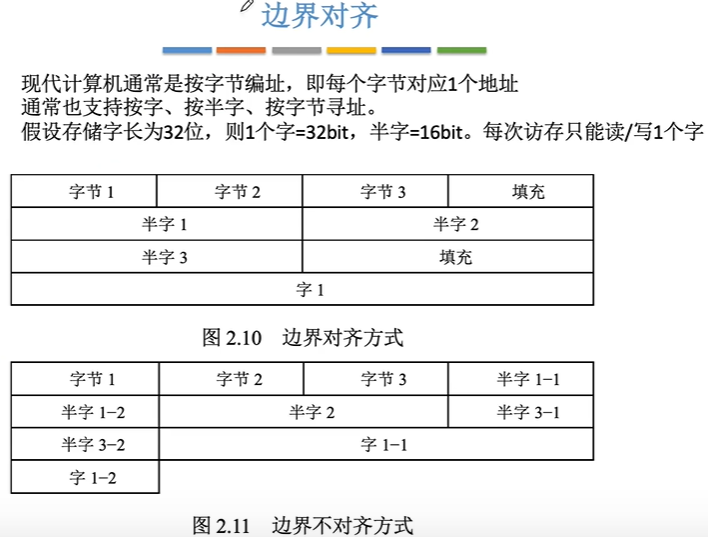 边界对齐
现代计算机通常是按字节编址，即每个字节对应1个地址
通常也支持按字、按半字、按字节寻址。
假设存储字长为32位，则1个字=32bit，半字=16bit。每次访存只能读/写1个字
字节 1 字节 2 字节 3 填充
半字 1 半字 2
半字 3 填充
字 1
图 2.10 边界对齐方式
字节 1 字节 2 字节 3 半字 1-1
半字 1-2 半字 2 半字 3-1
半字 3-2 字 1-1
字 1-2
图 2.11 边界不对齐方式